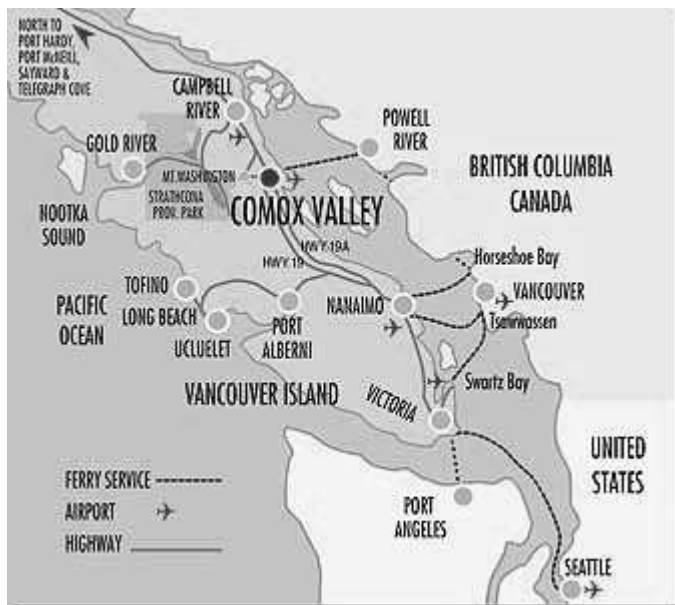 NORTH TO
PORT HARDY,
PORT McNEILL,
SAYWARD &
TELEGRAPH COVE
CAMPBELL
RIVER
POWELL
RIVER
GOLD RIVER
BRITISH COLUMBIA
CANADA
MT. WASHINGTON
STRATHCONA
PROV. PARK
COMOX VALLEY
NOOTKA
SOUND
HWY 19A
HWY 19
Horseshoe Bay
TOFINO
NANAIMO
VANCOUVER
PACIFIC
OCEAN
LONG BEACH
PORT
ALBERNI
Tsawwassen
UCLUELET
VANCOUVER ISLAND
Swartz Bay
VICTORIA
UNITED
STATES
FERRY SERVICE
AIRPORT
HIGHWAY
PORT
ANGELES
SEATTLE